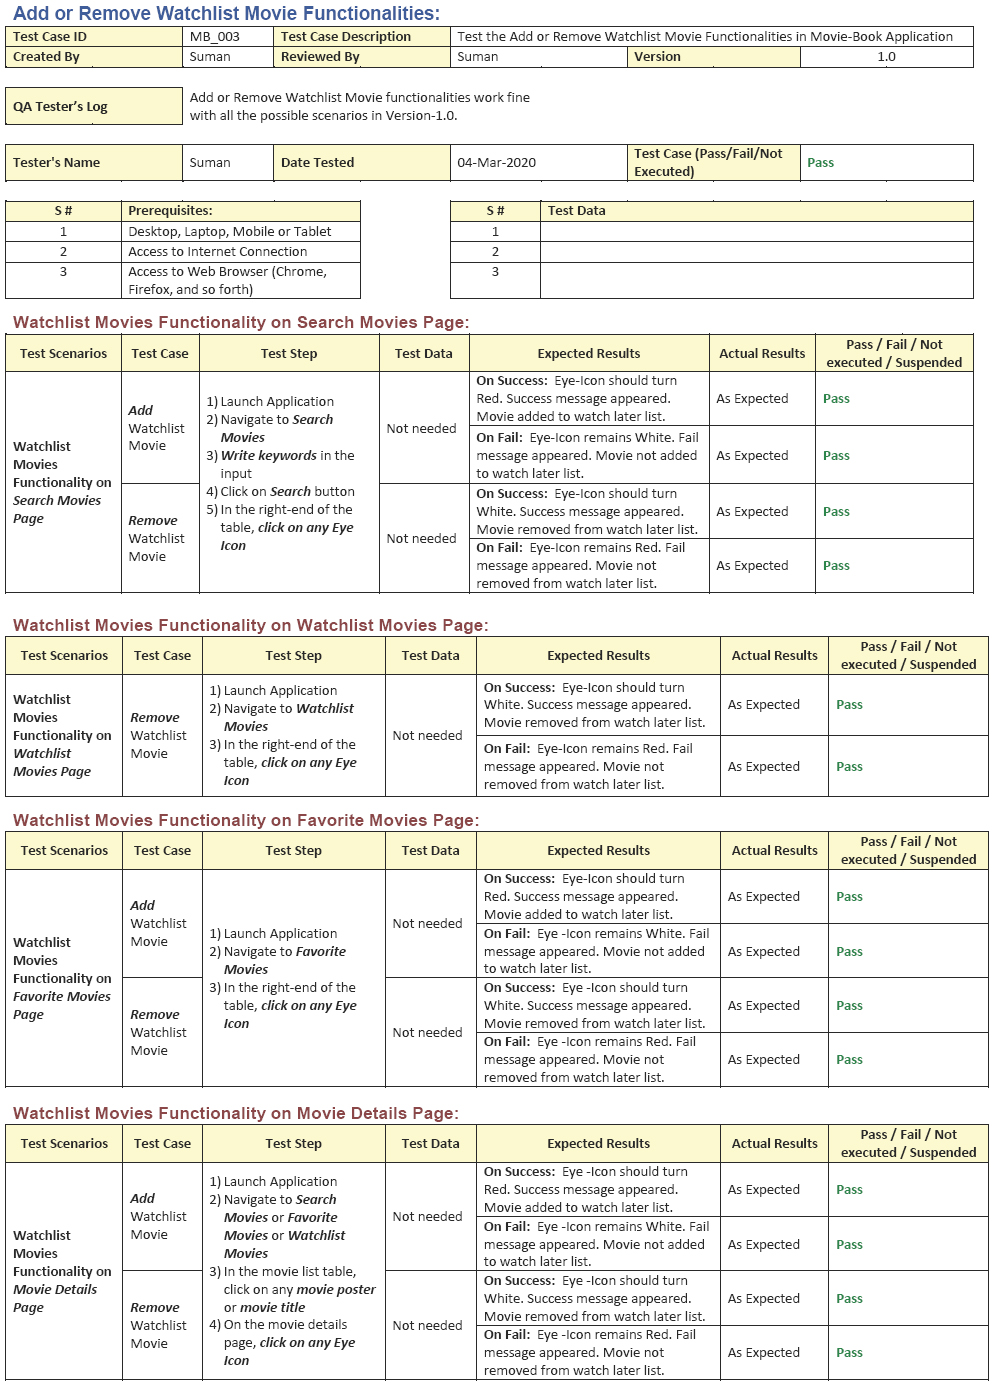 Add or Remove Watchlist Movie Functionalities:
Test Case ID MB_003 Test Case Description Test the Add or Remove Watchlist Movie Functionalities in Movie-Book Application
Created By Suman Reviewed By Suman Version 1.0
QA Tester's Log
Add or Remove Watchlist Movie functionalities work fine
with all the possible scenarios in Version-1.0.
Tester's Name Suman Date Tested 04-Mar-2020
Test Case (Pass/Fail/Not
Executed)
Pass
S # Prerequisites:
1 Desktop, Laptop, Mobile or Tablet
2 Access to Internet Connection
3 Access to Web Browser (Chrome,
Firefox, and so forth)
S # Test Data
1
2
3
Watchlist Movies Functionality on Search Movies Page:
Test Scenarios Test Case Test Step Test Data Expected Results Actual Results
Pass / Fail / Not
executed / Suspended
Watchlist
Movies
Functionality on
Search Movies
Page
Add
Watchlist
Movie
1) Launch Application
2) Navigate to Search
Movies
3) Write keywords in the
input
4) Click on Search button
5) In the right-end of the
table, click on any Eye
Icon
Not needed
On Success: Eye-Icon should turn
Red. Success message appeared.
Movie added to watch later list.
As Expected Pass
On Fail: Eye-Icon remains White. Fail
message appeared. Movie not added
to watch later list.
As Expected Pass
Remove
Watchlist
Movie
Not needed
On Success: Eye-Icon should turn
White. Success message appeared.
Movie removed from watch later list.
As Expected Pass
On Fail: Eye-Icon remains Red. Fail
message appeared. Movie not
removed from watch later list.
As Expected Pass
Watchlist Movies Functionality on Watchlist Movies Page:
Test Scenarios Test Case Test Step Test Data Expected Results Actual Results
Pass / Fail / Not
executed / Suspended
Watchlist
Movies
Functionality on
Watchlist
Movies Page
Remove
Watchlist
Movie
1) Launch Application
2) Navigate to Watchlist
Movies
3) In the right-end of the
table, click on any Eye
Icon
Not needed
On Success: Eye-Icon should turn
White. Success message appeared.
Movie removed from watch later list.
As Expected Pass
On Fail: Eye-Icon remains Red. Fail
message appeared. Movie not
removed from watch later list.
As Expected Pass
Watchlist Movies Functionality on Favorite Movies Page:
Test Scenarios Test Case Test Step Test Data Expected Results Actual Results
Pass / Fail / Not
executed / Suspended
Watchlist
Movies
Functionality on
Favorite Movies
Page
Add
Watchlist
Movie
1) Launch Application
2) Navigate to Favorite
Movies
3) In the right-end of the
table, click on any Eye
Icon
Not needed
On Success: Eye-Icon should turn
Red. Success message appeared.
Movie added to watch later list.
As Expected Pass
On Fail: Eye -Icon remains White. Fail
message appeared. Movie not added
to watch later list.
As Expected Pass
Remove
Watchlist
Movie
Not needed
On Success: Eye -Icon should turn
White. Success message appeared.
Movie removed from watch later list.
As Expected Pass
On Fail: Eye -Icon remains Red. Fail
message appeared. Movie not
removed from watch later list.
As Expected Pass
Watchlist Movies Functionality on Movie Details Page:
Test Scenarios Test Case Test Step Test Data Expected Results Actual Results
Pass / Fail / Not
executed / Suspended
Watchlist
Movies
Functionality on
Movie Details
Page
Add
Watchlist
Movie
1) Launch Application
2) Navigate to Search
Movies or Favorite
Movies or Watchlist
Movies
3) In the movie list table,
click on any movie poster
or movie title
4) On the movie details
page, click on any Eye
Icon
Not needed
On Success: Eye -Icon should turn
Red. Success message appeared.
Movie added to watch later list.
As Expected Pass
On Fail: Eye -Icon remains White. Fail
message appeared. Movie not added
to watch later list.
As Expected Pass
Remove
Watchlist
Movie
Not needed
On Success: Eye -Icon should turn
White. Success message appeared.
Movie removed from watch later list.
As Expected Pass
On Fail: Eye -Icon remains Red. Fail
message appeared. Movie not
removed from watch later list.
As Expected Pass